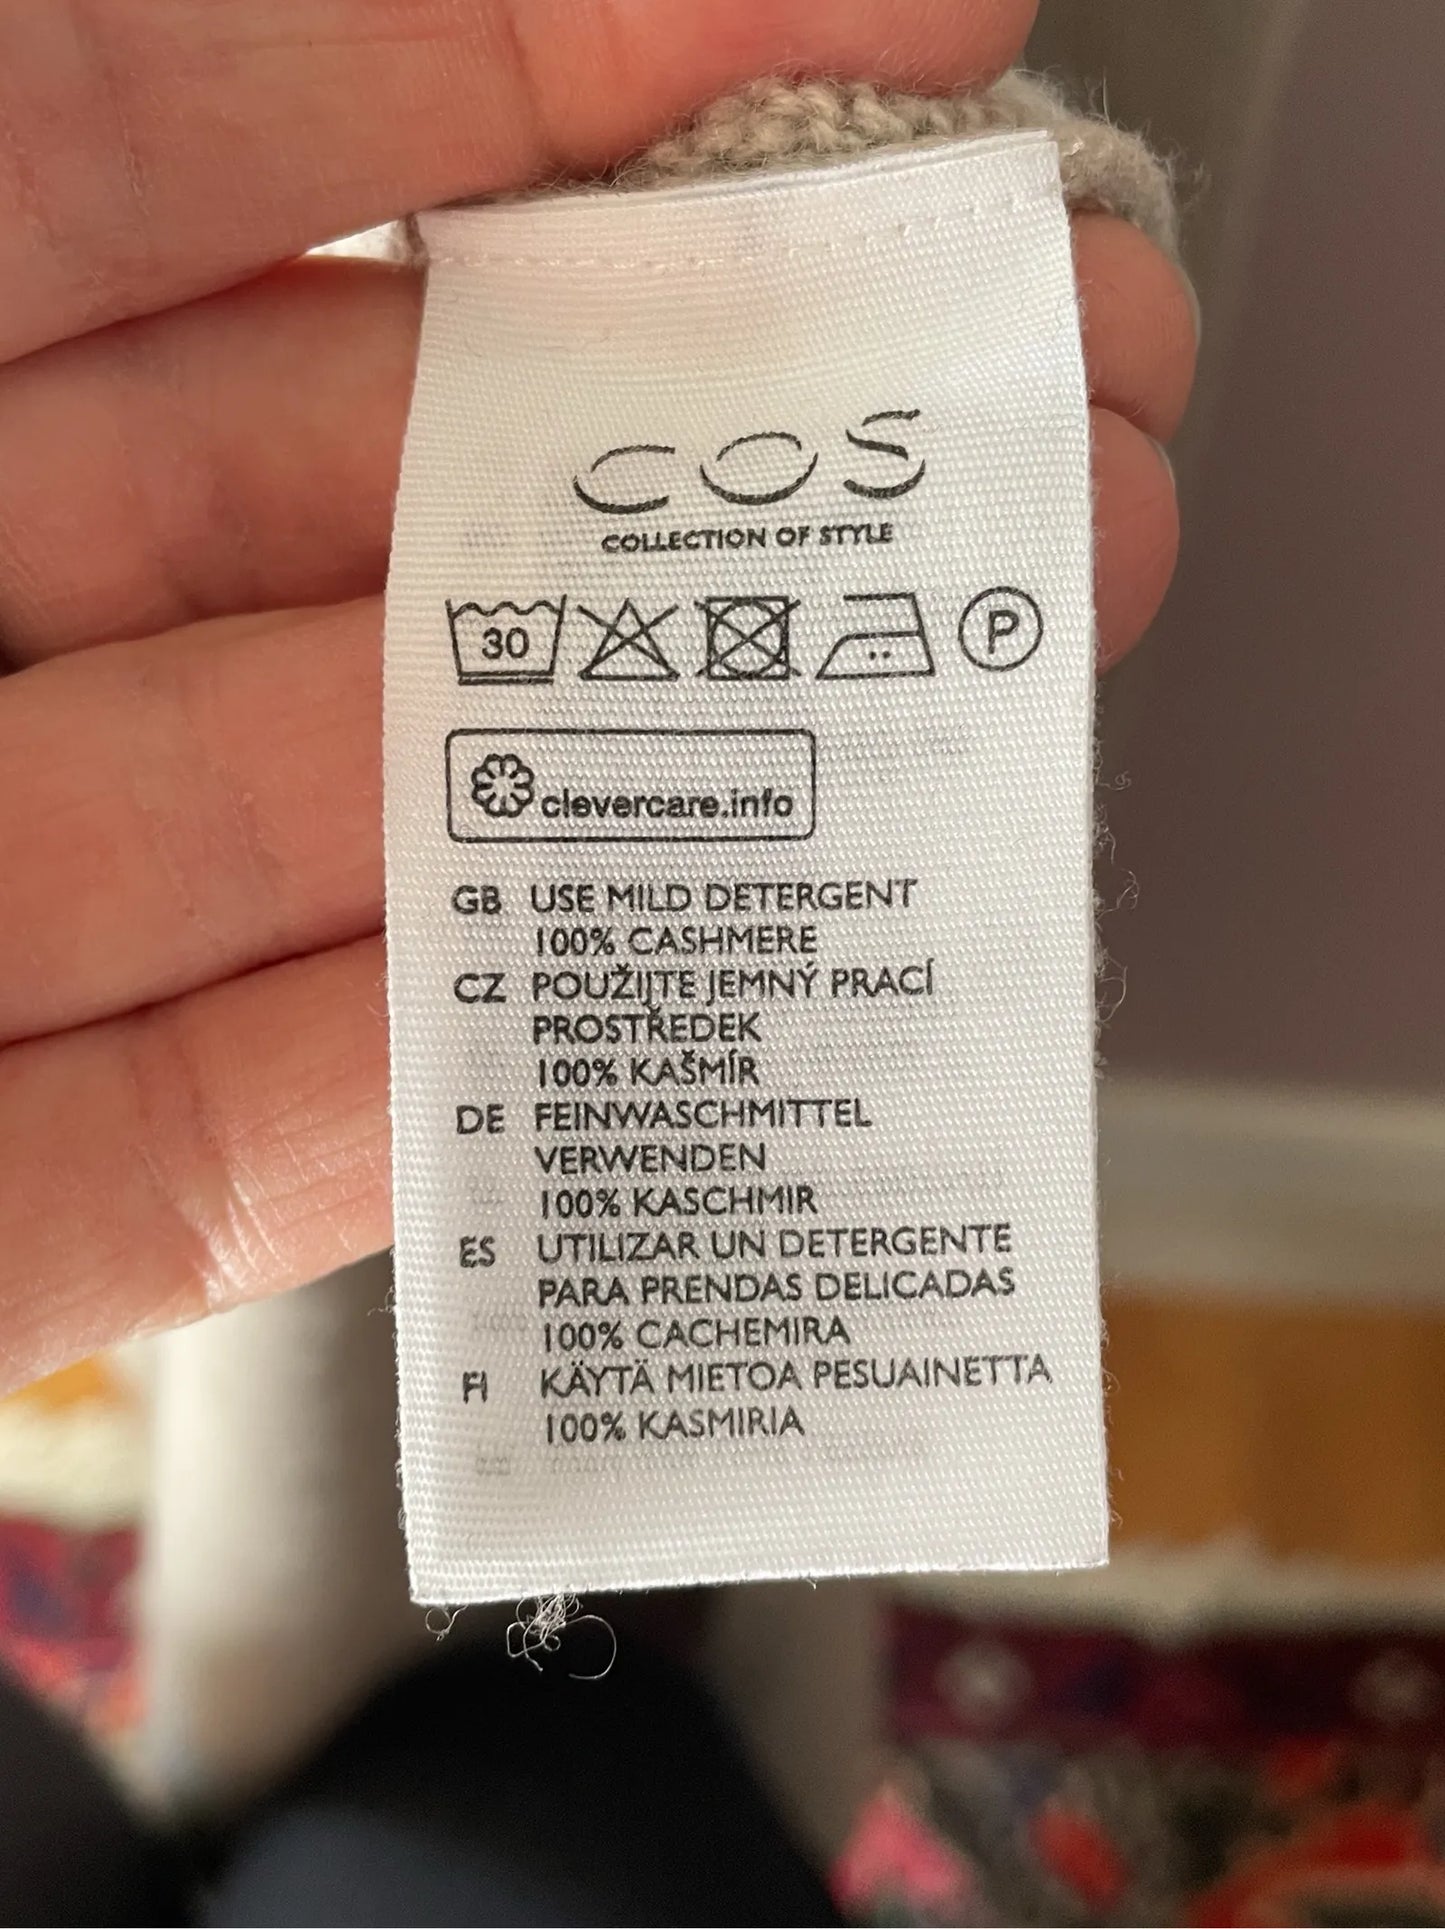 COS
COLLECTION OF STYLE
30 P
clevercare.info
GB USE MILD DETERGENT
100% CASHMERE
CZ POUŽIJTE JEMNÝ PRACÍ
PROSTŘEDEK
100% KAŠMÍR
DE FEINWASCHMITTEL
VERWENDEN
100% KASCHMIR
ES UTILIZAR UN DETERGENTE
PARA PRENDAS DELICADAS
100% CACHEMIRA
FI KÄYTÄ MIETOA PESUAINETTA
100% KASMIRIA